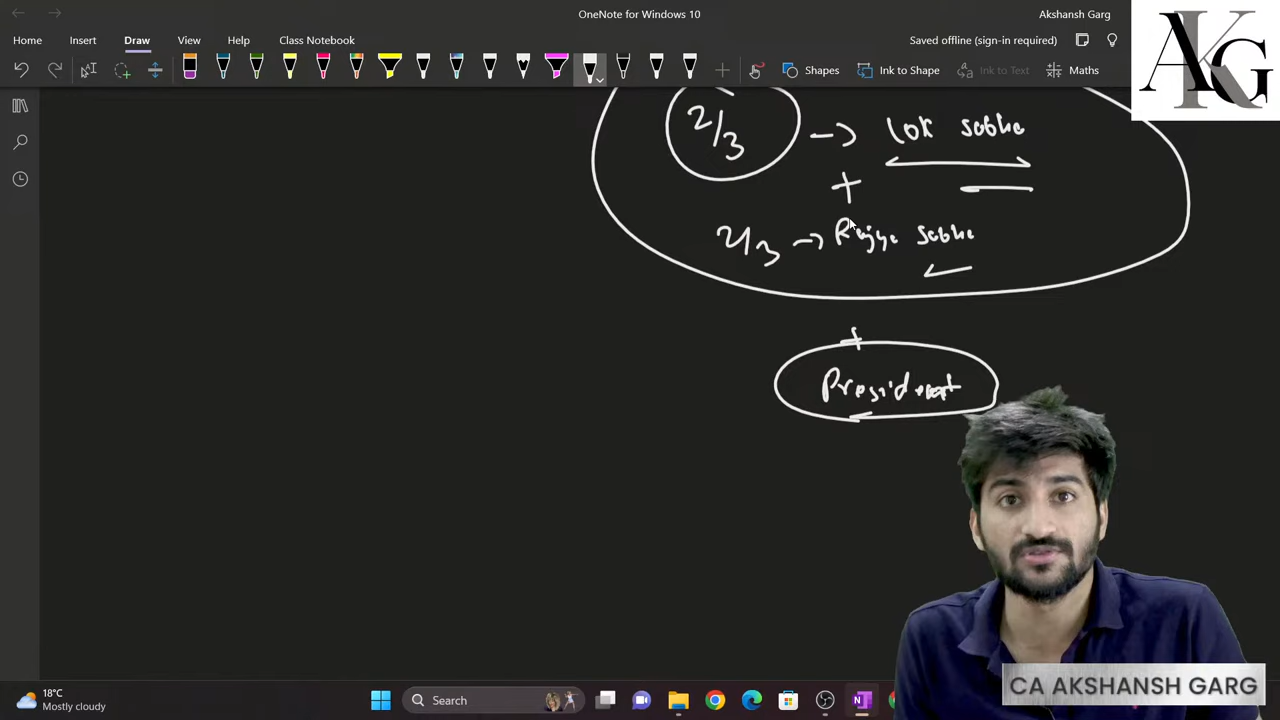 OneNote for Windows 10
Akshansh Garg
Home Insert Draw View Help Class Notebook
Saved offline (sign-in required)
Shapes Ink to Shape Ink to Text Maths
AKG
2/3 → lok sabha
+
2/3 → Rajya sabha
+
President
CA AKSHANSH GARG
18°C
Mostly cloudy
Search